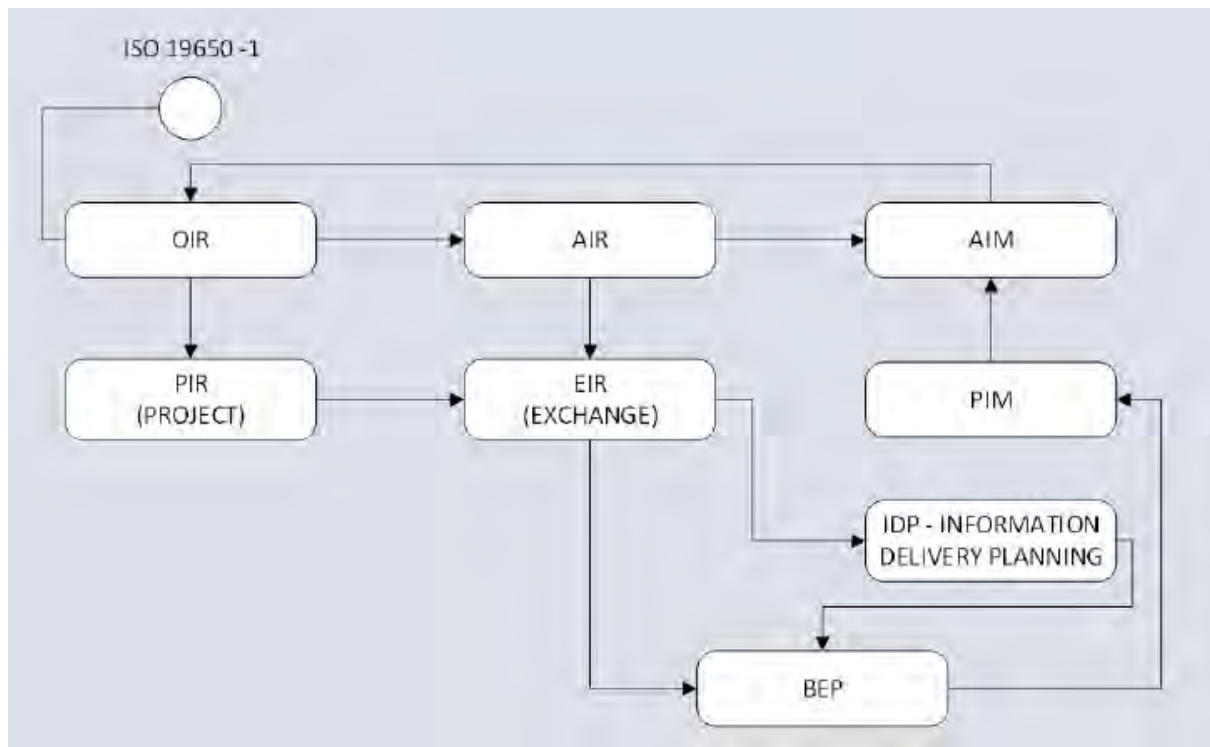 ISO 19650 -1
OIR
AIR
AIM
PIR
(PROJECT)
EIR
(EXCHANGE)
PIM
IDP - INFORMATION
DELIVERY PLANNING
BEP